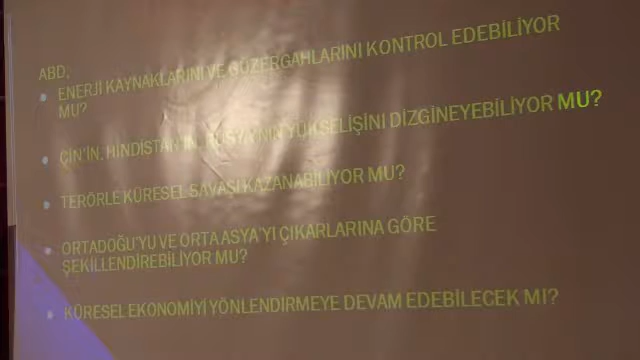 ABD,
• ENERJİ KAYNAKLARINI VE GÜZERGAHLARINI KONTROL EDEBİLİYOR
MU?
• ÇİN'İN, HİNDİSTAN'IN, RUSYA'NIN YÜKSELİŞİNİ DİZGİNEYEBİLİYOR MU?
• TERÖRLE KÜRESEL SAVAŞI KAZANABİLİYOR MU?
• ORTADOĞU'YU VE ORTA ASYA'YI ÇIKARLARINA GÖRE
ŞEKİLLENDİREBİLİYOR MU?
• KÜRESEL EKONOMİYİ YÖNLENDİRMEYE DEVAM EDEBİLECEK MI?